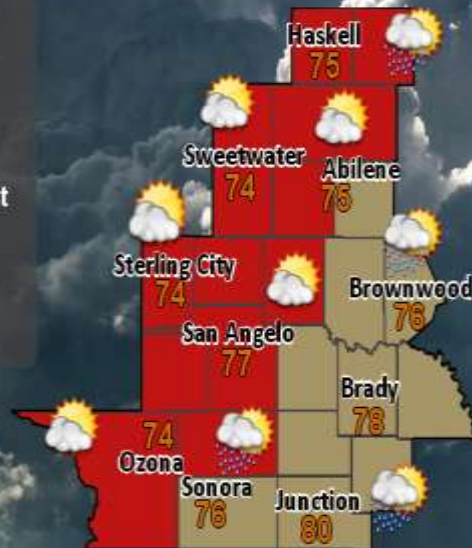 Haskell
75
Sweetwater
74
Abilene
75
t
Sterling City
74
Brownwood
76
San Angelo
77
Brady
78
74
Ozona
Sonora
76
Junction
80